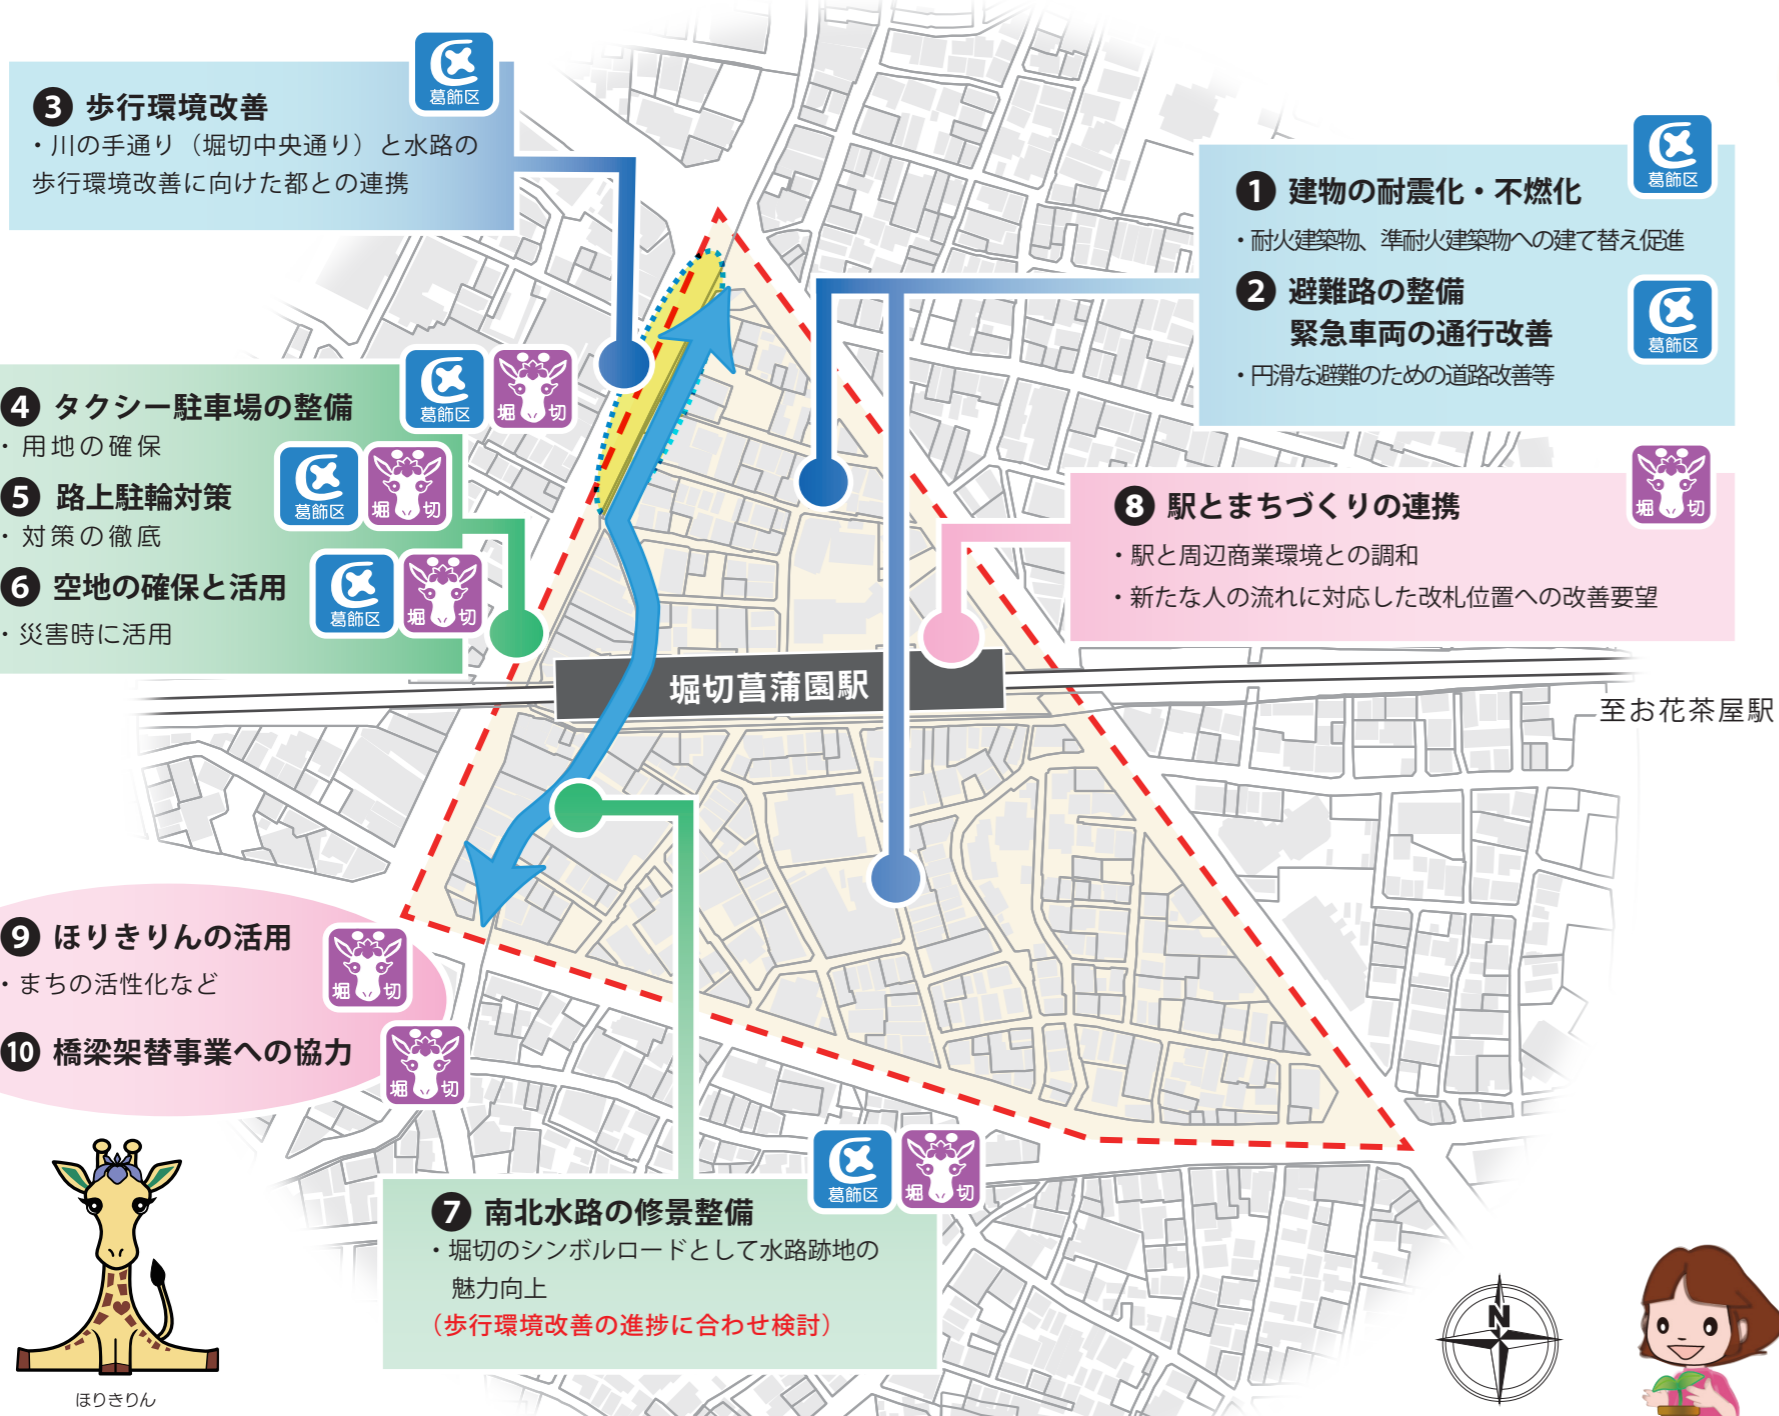 ③ 歩行環境改善
葛飾区
・川の手通り（堀切中央通り）と水路の
歩行環境改善に向けた都との連携
① 建物の耐震化・不燃化
葛飾区
・耐火建築物、準耐火建築物への建て替え促進
② 避難路の整備
緊急車両の通行改善
葛飾区
・円滑な避難のための道路改善等
④ タクシー駐車場の整備
葛飾区
堀切
・用地の確保
⑤ 路上駐輪対策
葛飾区
堀切
・対策の徹底
⑥ 空地の確保と活用
葛飾区
堀切
・災害時に活用
⑧ 駅とまちづくりの連携
堀切
・駅と周辺商業環境との調和
・新たな人の流れに対応した改札位置への改善要望
堀切菖蒲園駅
至お花茶屋駅
⑨ ほりきりんの活用
堀切
・まちの活性化など
⑩ 橋梁架替事業への協力
堀切
⑦ 南北水路の修景整備
葛飾区
堀切
・堀切のシンボルロードとして水路跡地の
魅力向上
（歩行環境改善の進捗に合わせ検討）
N
ほりきりん